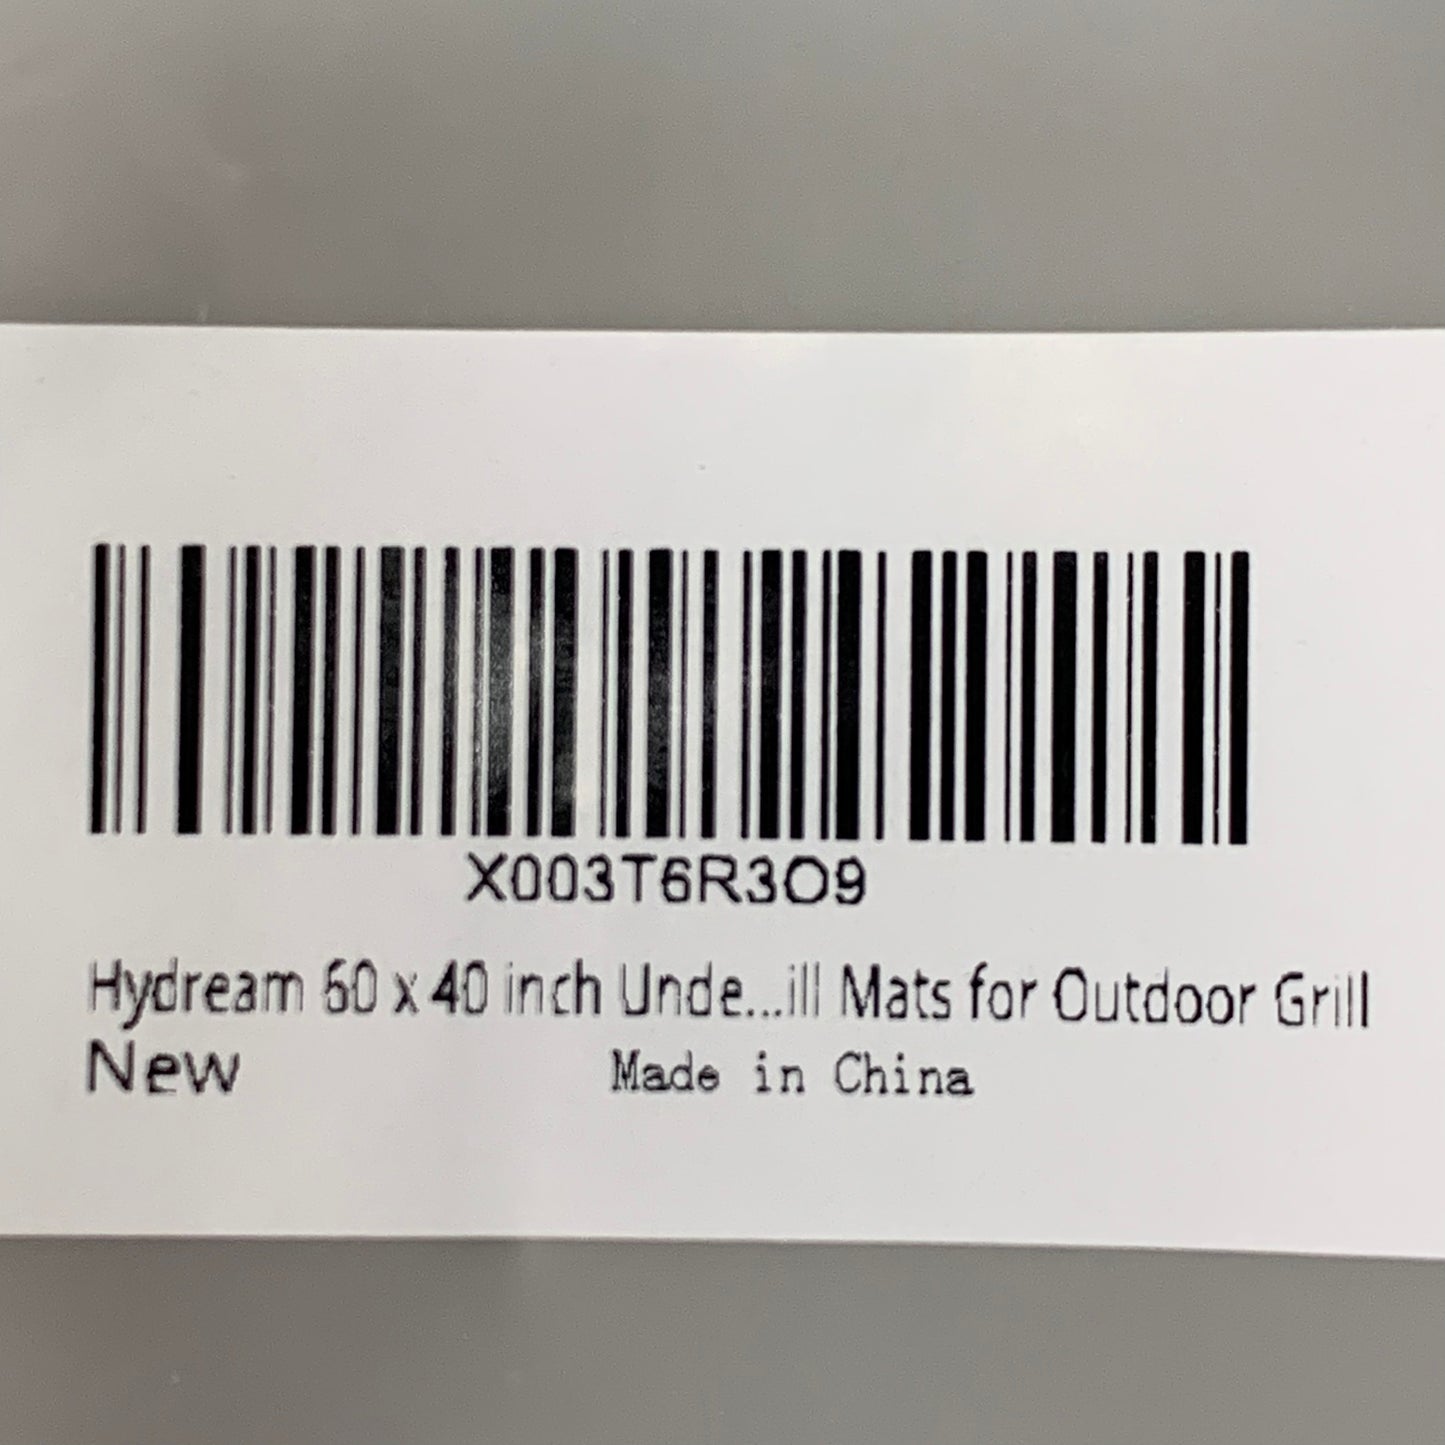 X003T6R3O9
Hydream 60 x 40 inch Unde...ill Mats for Outdoor Grill
New Made in China